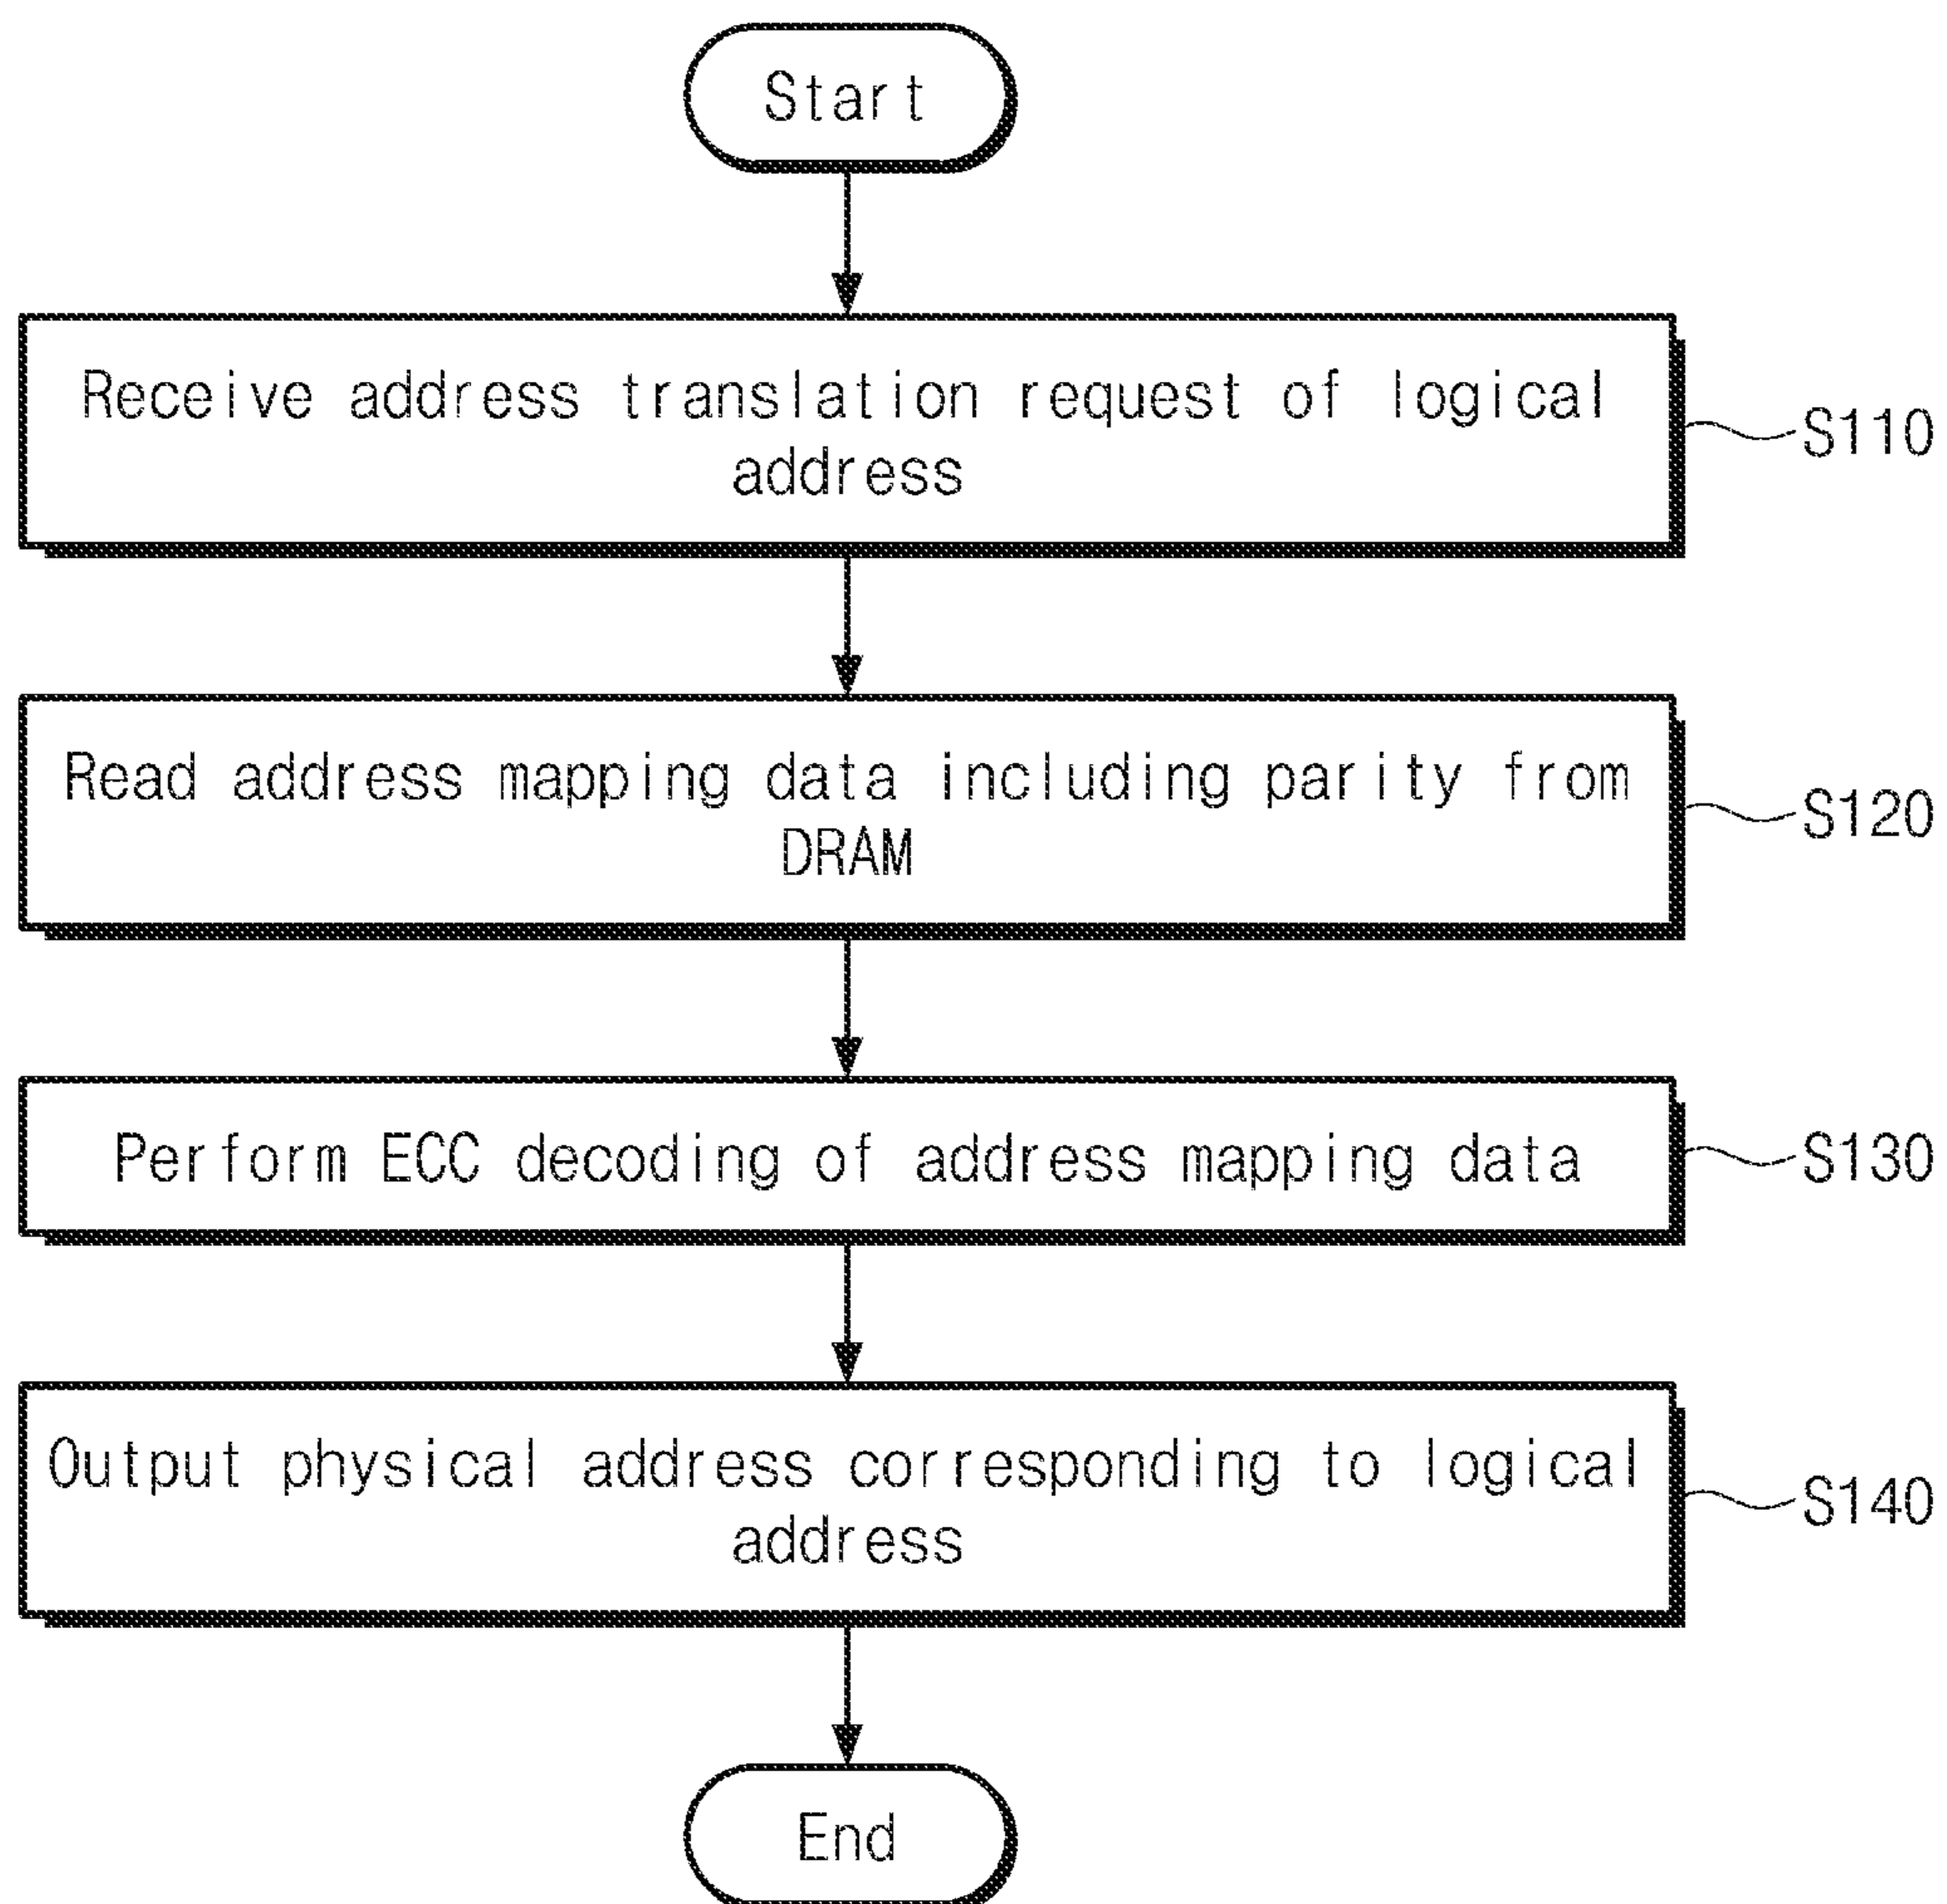 Start
Receive address translation request of logical
address
S110
Read address mapping data including parity from
DRAM
S120
Perform ECC decoding of address mapping data
S130
Output physical address corresponding to logical
address
S140
End